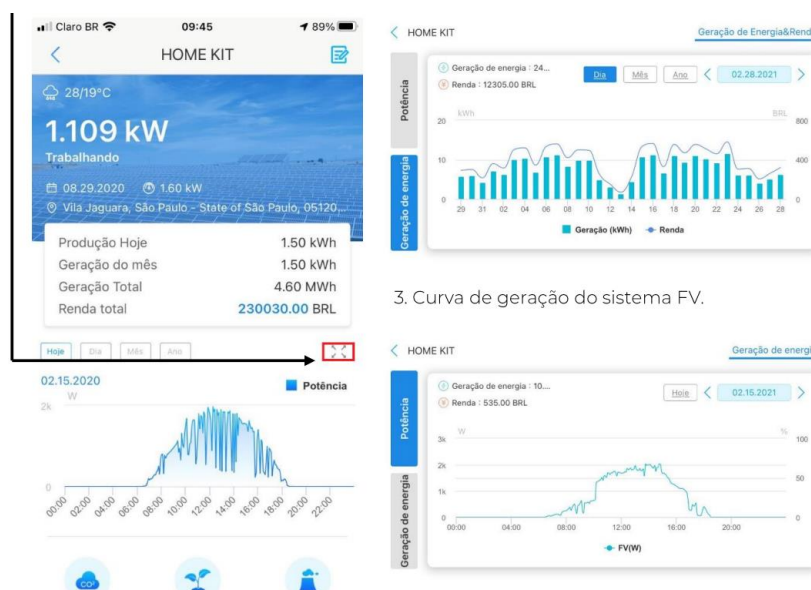 Claro BR
09:45
89%
HOME KIT
28/19°C
1.109 kW
Trabalhando
08.29.2020
1.60 kW
Vila Jaguara, São Paulo - State of São Paulo, 05120,...
Produção Hoje
1.50 kWh
Geração do mês
1.50 kWh
Geração Total
4.60 MWh
Renda total
230030.00 BRL
Hoje
Dia
Mês
Ano
02.15.2020
Potência
W
2k
0
00:00 02:00 04:00 06:00 08:00 10:00 12:00 14:00 16:00 18:00 20:00 22:00
CO²
HOME KIT
Geração de Energia&Rend
Potência
Geração de energia
Geração de energia : 24...
Renda : 12305.00 BRL
Dia
Mês
Ano
02.28.2021
kWh
BRL
20
10
0
800
400
0
29 31 02 04 06 08 10 12 14 16 18 20 22 24 26 28
Geração (kWh)
Renda
3. Curva de geração do sistema FV.
HOME KIT
Geração de energi
Potência
Geração de energia
Geração de energia : 10....
Renda : 535.00 BRL
Hoje
02.15.2021
W
%
3k
2k
1k
0
100
50
0
00:00 04:00 08:00 12:00 16:00 20:00
FV(W)